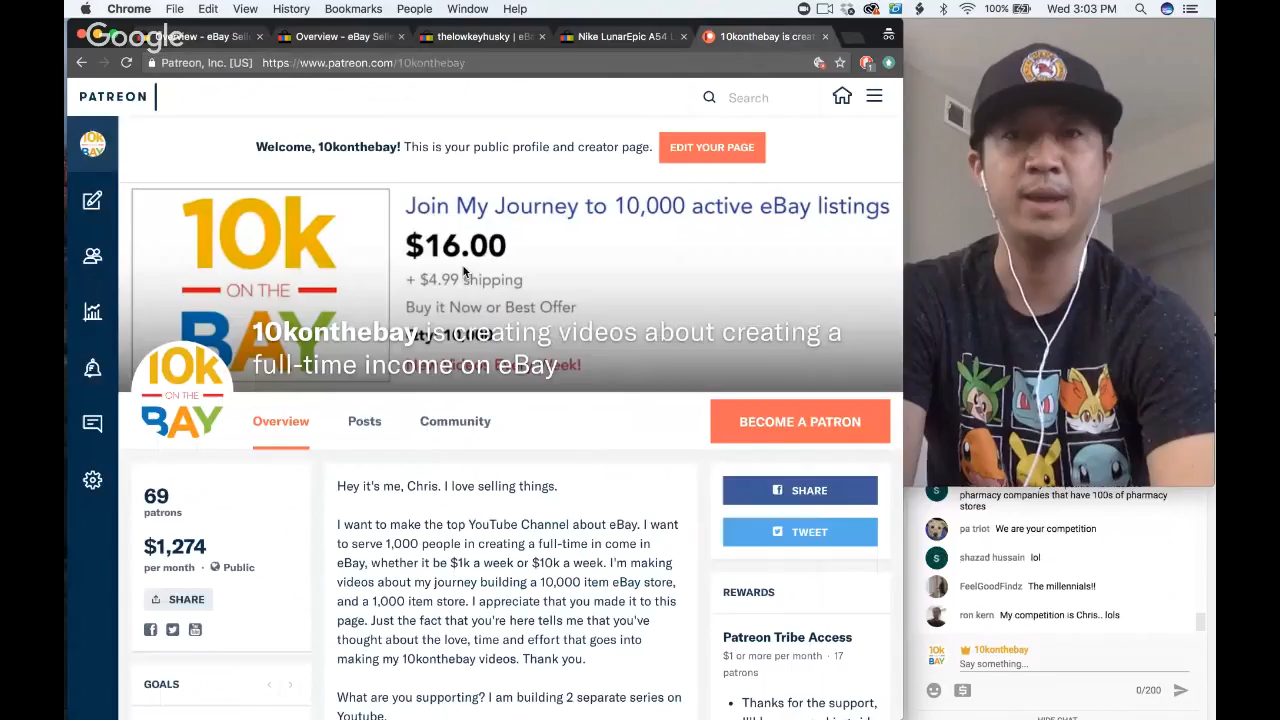 Chrome File Edit View History Bookmarks People Window Help
100% Wed 3:03 PM
Google
Overview - eBay Sell
Overview - eBay Selle
thelowkeyhusky | eB
Nike LunarEpic A54 L
10konthebay is crea
Patreon, Inc. [US] https://www.patreon.com/10konthebay
PATREON
Search
Welcome, 10konthebay! This is your public profile and creator page.
EDIT YOUR PAGE
10k
ON THE
BAY
Join My Journey to 10,000 active eBay listings
$16.00
+ $4.99 shipping
Buy it Now or Best Offer
10konthebay is creating videos about creating a
full-time income on eBay
10k
ON THE
BAY
Overview
Posts
Community
BECOME A PATRON
69
patrons
$1,274
per month · Public
SHARE
GOALS
Hey it's me, Chris. I love selling things.
I want to make the top YouTube Channel about eBay. I want
to serve 1,000 people in creating a full-time in come in
eBay, whether it be $1k a week or $10k a week. I'm making
videos about my journey building a 10,000 item eBay store,
and a 1,000 item store. I appreciate that you made it to this
page. Just the fact that you're here tells me that you've
thought about the love, time and effort that goes into
making my 10konthebay videos. Thank you.
What are you supporting? I am building 2 separate series on
Youtube.
SHARE
TWEET
REWARDS
Patreon Tribe Access
$1 or more per month · 17
patrons
Thanks for the support,
pharmacy companies that have 100s of pharmacy
stores
pa triot We are your competition
shazad hussain lol
FeelGoodFindz The millennials!!
ron kern My competition is Chris.. lols
10konthebay
Say something...
0/200
HIDE CHAT